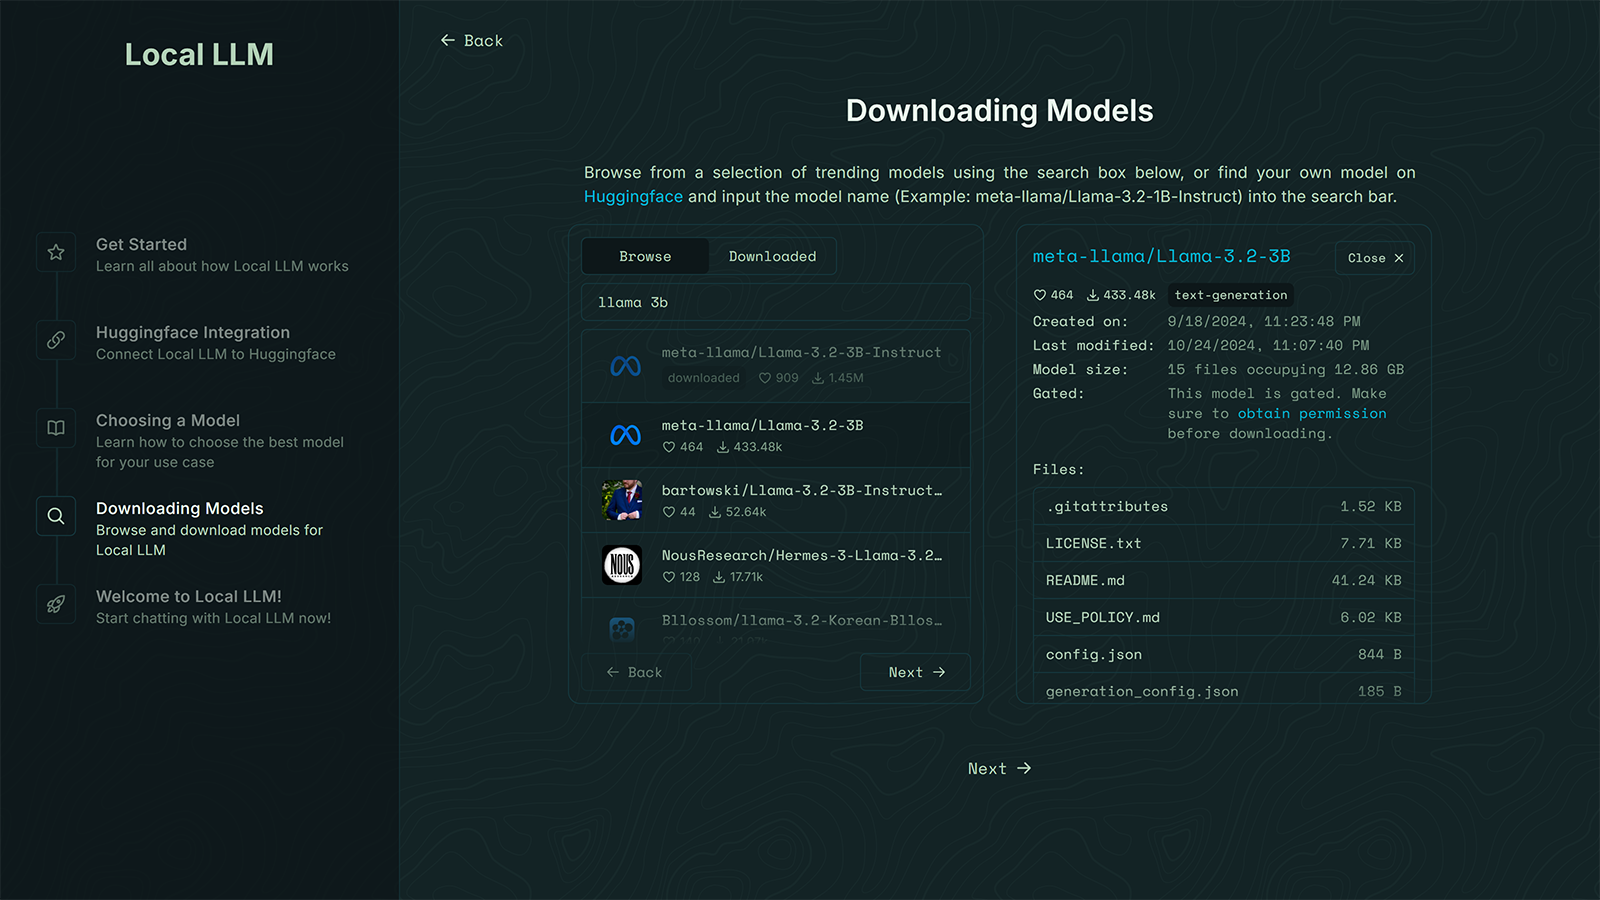 Local LLM
Get Started
Learn all about how Local LLM works
Huggingface Integration
Connect Local LLM to Huggingface
Choosing a Model
Learn how to choose the best model
for your use case
Downloading Models
Browse and download models for
Local LLM
Welcome to Local LLM!
Start chatting with Local LLM now!
← Back
Downloading Models
Browse from a selection of trending models using the search box below, or find your own model on
Huggingface and input the model name (Example: meta-llama/Llama-3.2-1B-Instruct) into the search bar.
Browse Downloaded
llama 3b
meta-llama/Llama-3.2-3B-Instruct
downloaded 909 1.45M
meta-llama/Llama-3.2-3B
464 433.48k
bartowski/Llama-3.2-3B-Instruct…
44 52.64k
NOUS
NousResearch/Hermes-3-Llama-3.2…
128 17.71k
Bllossom/llama-3.2-Korean-Bllos…
← Back Next →
meta-llama/Llama-3.2-3B
Close ×
464 433.48k text-generation
Created on: 9/18/2024, 11:23:48 PM
Last modified: 10/24/2024, 11:07:40 PM
Model size: 15 files occupying 12.86 GB
Gated: This model is gated. Make
sure to obtain permission
before downloading.
Files:
.gitattributes 1.52 KB
LICENSE.txt 7.71 KB
README.md 41.24 KB
USE_POLICY.md 6.02 KB
config.json 844 B
generation_config.json 185 B
Next →